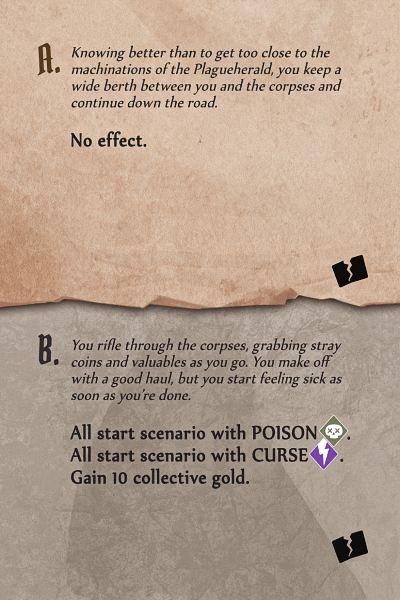 A.
Knowing better than to get too close to the
machinations of the Plagueherald, you keep a
wide berth between you and the corpses and
continue down the road.
No effect.
B.
You rifle through the corpses, grabbing stray
coins and valuables as you go. You make off
with a good haul, but you start feeling sick as
soon as you're done.
All start scenario with POISON.
All start scenario with CURSE.
Gain 10 collective gold.